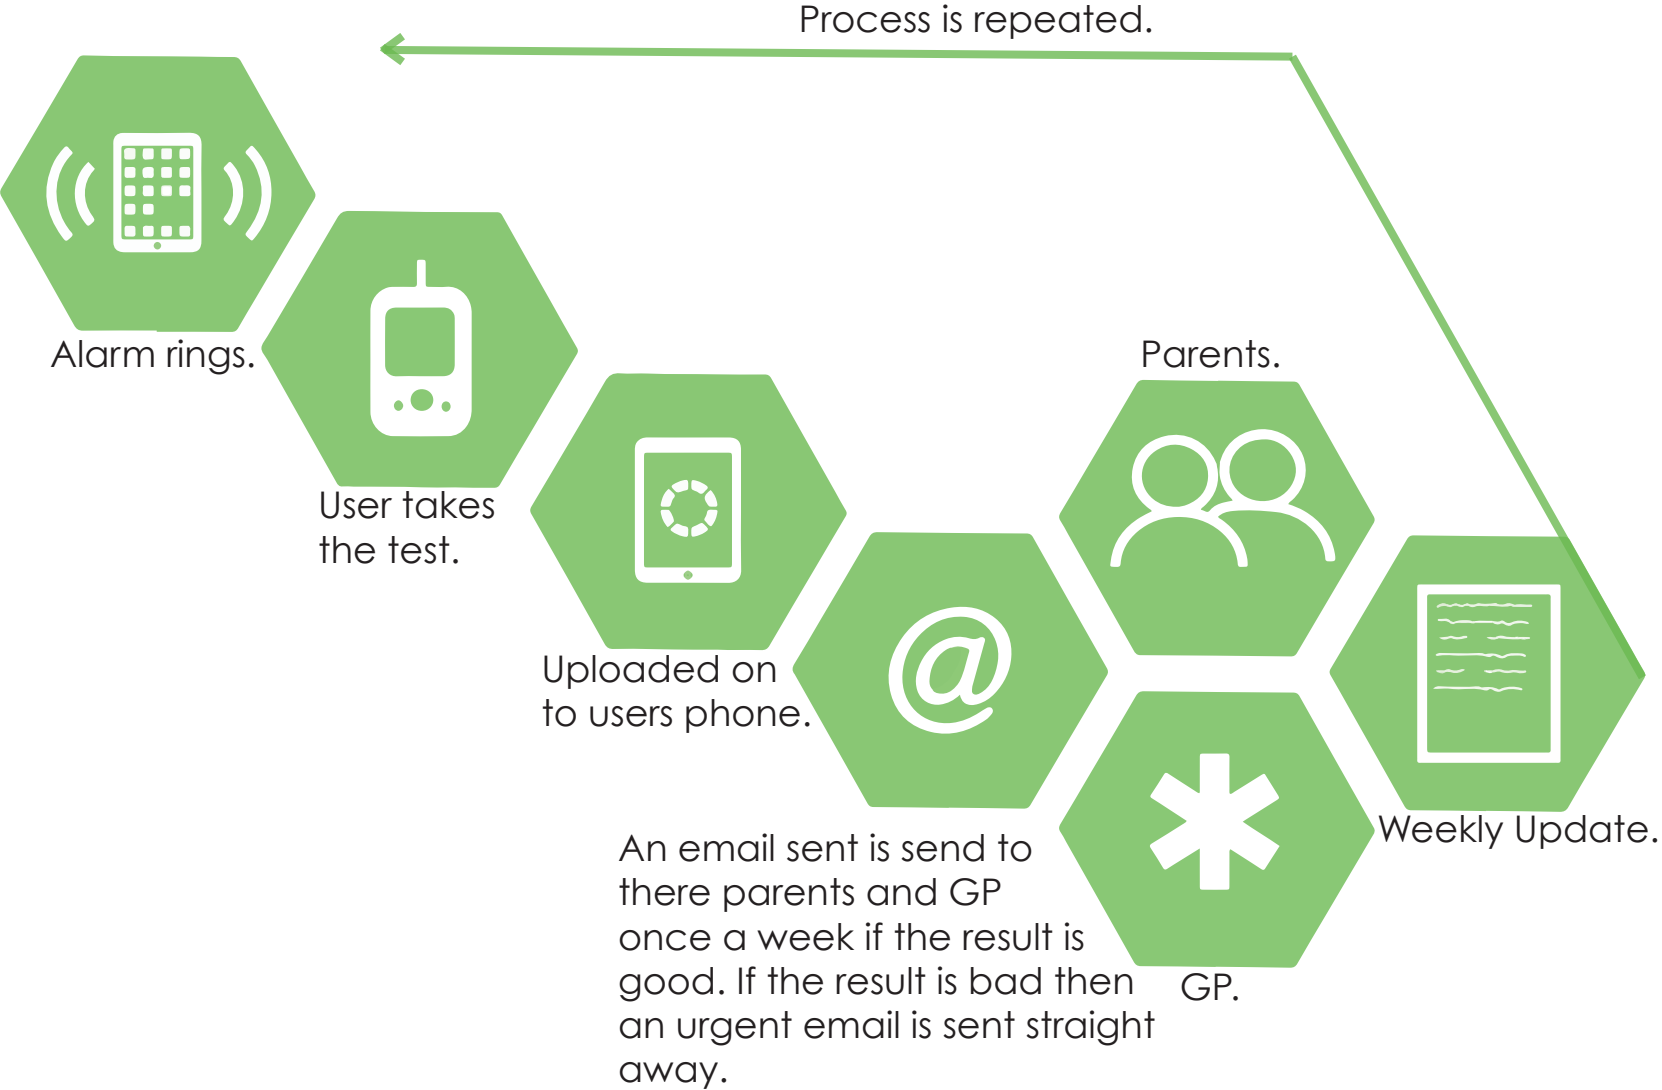 Process is repeated.
Alarm rings.
User takes
the test.
Uploaded on
to users phone.
@
An email sent is send to
there parents and GP
once a week if the result is
good. If the result is bad then
an urgent email is sent straight
away.
Parents.
GP.
Weekly Update.